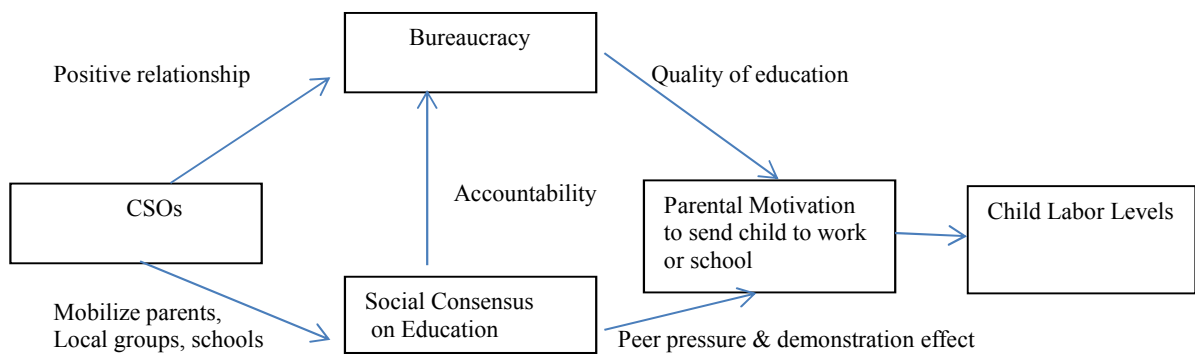 Bureaucracy
Positive relationship
Quality of education
CSOs
Accountability
Parental Motivation
to send child to work
or school
Child Labor Levels
Mobilize parents,
Local groups, schools
Social Consensus
on Education
Peer pressure & demonstration effect